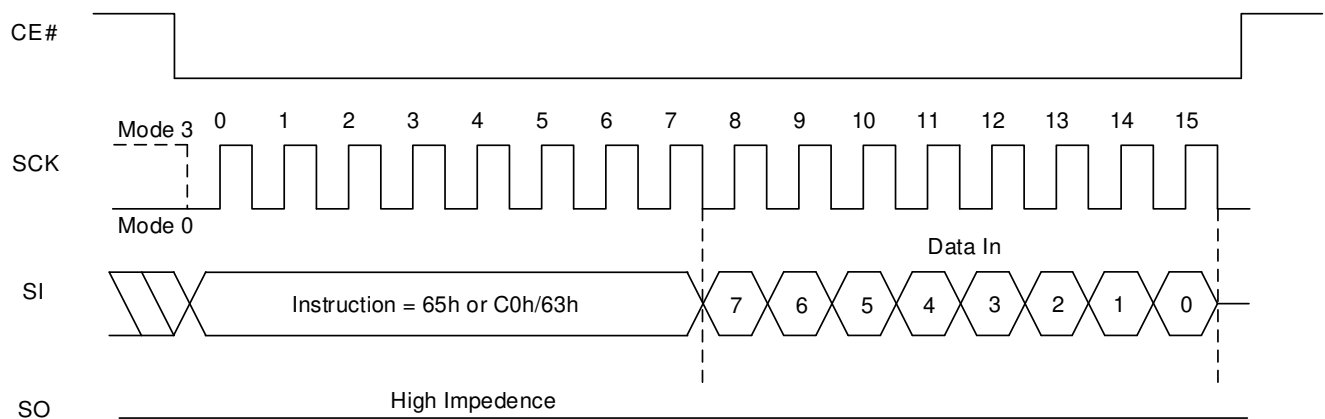 CE#
Mode 3
0 1 2 3 4 5 6 7 8 9 10 11 12 13 14 15
SCK
Mode 0
Data In
SI
Instruction = 65h or C0h/63h
7 6 5 4 3 2 1 0
High Impedence
SO